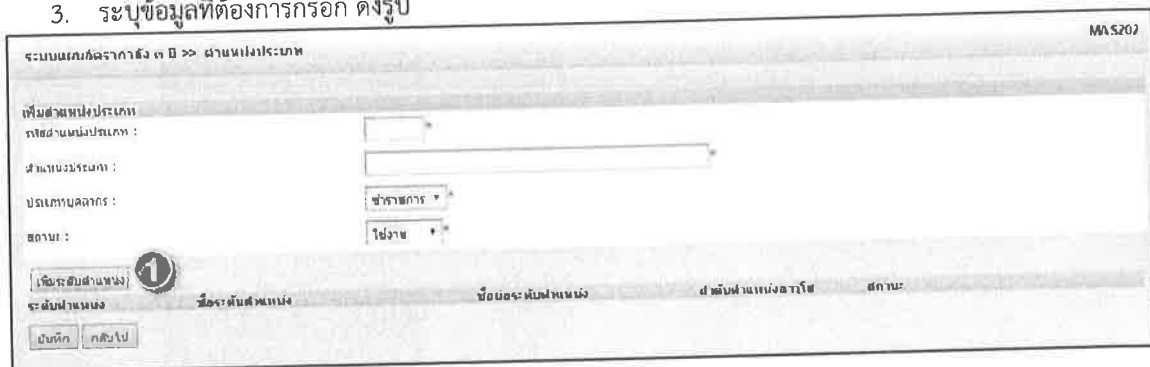 3. ระบุข้อมูลที่ต้องการกรอก ดังรูป
MAS202
ระบบแผนอัตรากำลัง ๓ ปี >> ตำแหน่งประเภท
เพิ่มตำแหน่งประเภท
รหัสตำแหน่งประเภท : *
ตำแหน่งประเภท : *
ประเภทบุคลากร : ข้าราชการ *
สถานะ : ใช้งาน *
เพิ่มระดับตำแหน่ง 1
ระดับตำแหน่ง ชื่อระดับตำแหน่ง ชื่อย่อระดับตำแหน่ง ลำดับตำแหน่งอาวุโส สถานะ
บันทึก กลับไป